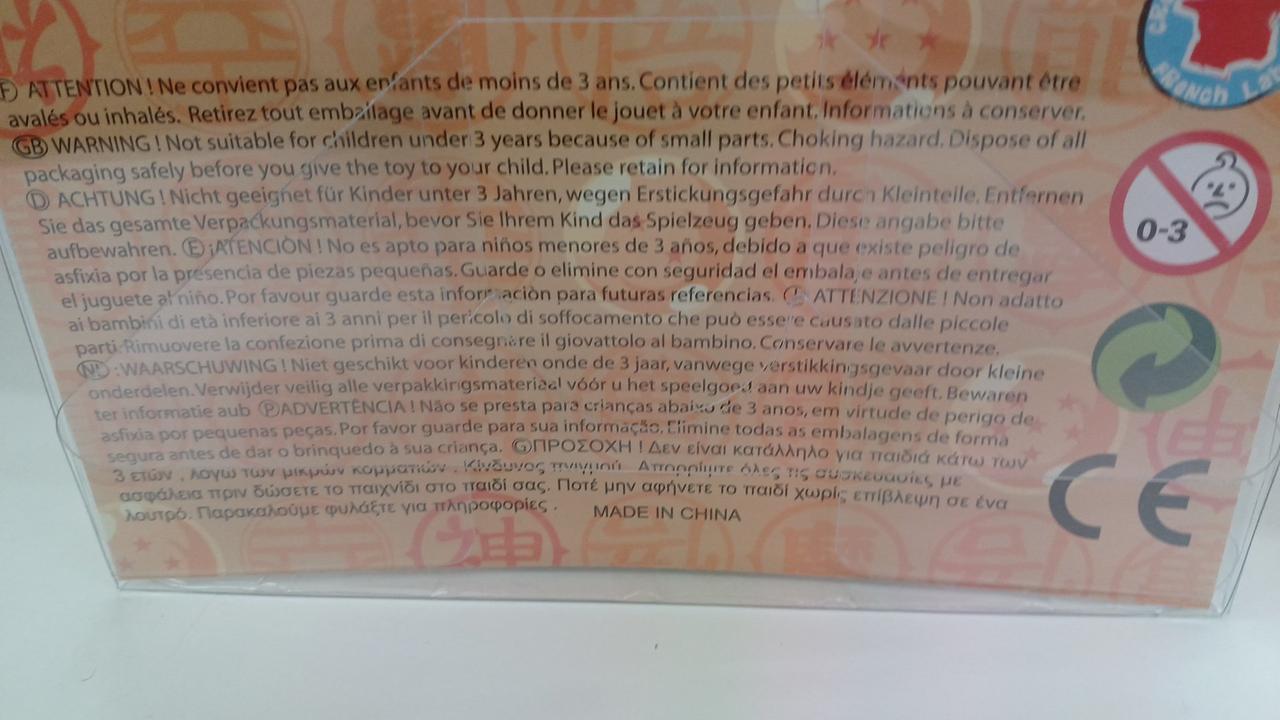 F ATTENTION ! Ne convient pas aux enfants de moins de 3 ans. Contient des petits éléments pouvant être
avalés ou inhalés. Retirez tout emballage avant de donner le jouet à votre enfant. Informations à conserver.
GB WARNING ! Not suitable for children under 3 years because of small parts. Choking hazard. Dispose of all
packaging safely before you give the toy to your child. Please retain for information.
D ACHTUNG ! Nicht geeignet für Kinder unter 3 Jahren, wegen Erstickungsgefahr durch Kleinteile. Entfernen
Sie das gesamte Verpackungsmaterial, bevor Sie Ihrem Kind das Spielzeug geben. Diese angabe bitte
aufbewahren. E ¡ATENCIÒN ! No es apto para niños menores de 3 años, debido a que existe peligro de
asfixia por la presencia de piezas pequeñas. Guarde o elimine con seguridad el embalaje antes de entregar
el juguete al niño. Por favour guarde esta informaciòn para futuras referencias. I ATTENZIONE ! Non adatto
ai bambini di età inferiore ai 3 anni per il pericolo di soffocamento che può essere causato dalle piccole
parti. Rimuovere la confezione prima di consegnare il giovattolo al bambino. Conservare le avvertenze.
NL :WAARSCHUWING ! Niet geschikt voor kinderen onde de 3 jaar, vanwege verstikkingsgevaar door kleine
onderdelen. Verwijder veilig alle verpakkingsmateriaal vóór u het speelgoed aan uw kindje geeft. Bewaren
ter informatie aub P ADVERTÊNCIA ! Não se presta para crianças abaixo de 3 anos, em virtude de perigo de
asfixia por pequenas peças. Por favor guarde para sua informação. Elimine todas as embalagens de forma
segura antes de dar o brinquedo à sua criança. G ΠΡΟΣΟΧΗ ! Δεν είναι κατάλληλο για παιδιά κάτω των
3 ετών , λογω των μικρών κομματιών . Κίνδυνος πνιγμού . Απορρίψτε όλες τις συσκευασίες με
ασφάλεια πριν δώσετε το παιχνίδι στο παιδί σας. Ποτέ μην αφήνετε το παιδί χωρίς επίβλεψη σε ένα
λουτρό. Παρακαλούμε φυλάξτε για πληροφορίες .
MADE IN CHINA
FRENCH
0-3
CE
神